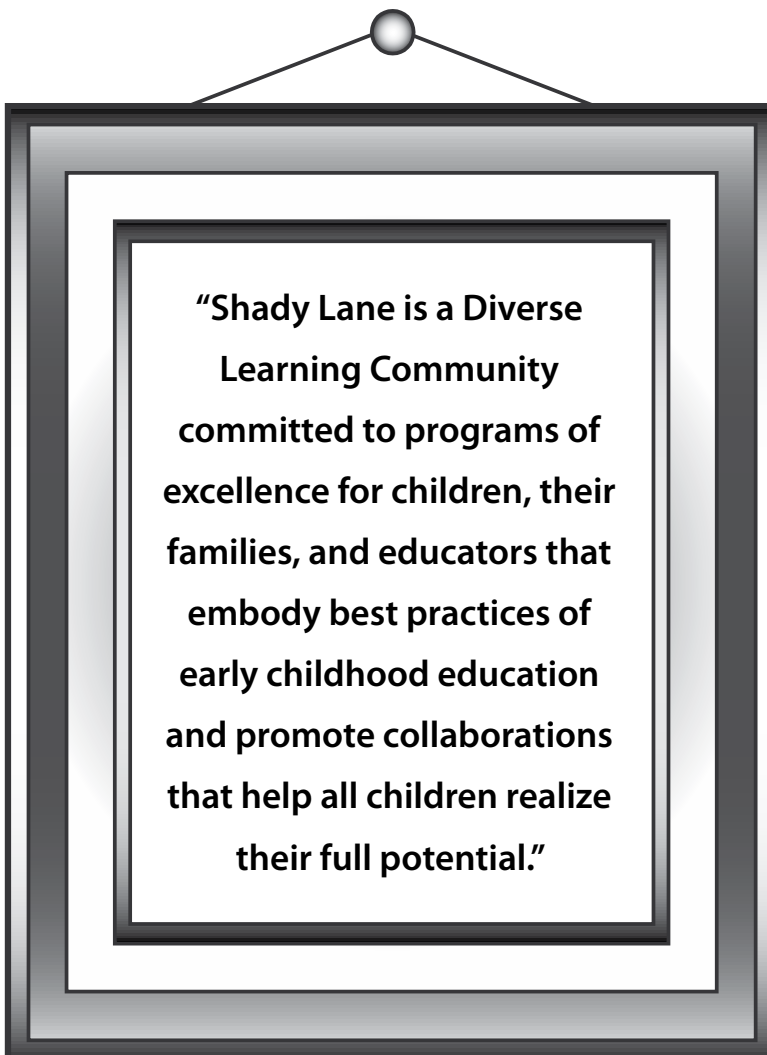 “Shady Lane is a Diverse
Learning Community
committed to programs of
excellence for children, their
families, and educators that
embody best practices of
early childhood education
and promote collaborations
that help all children realize
their full potential.”